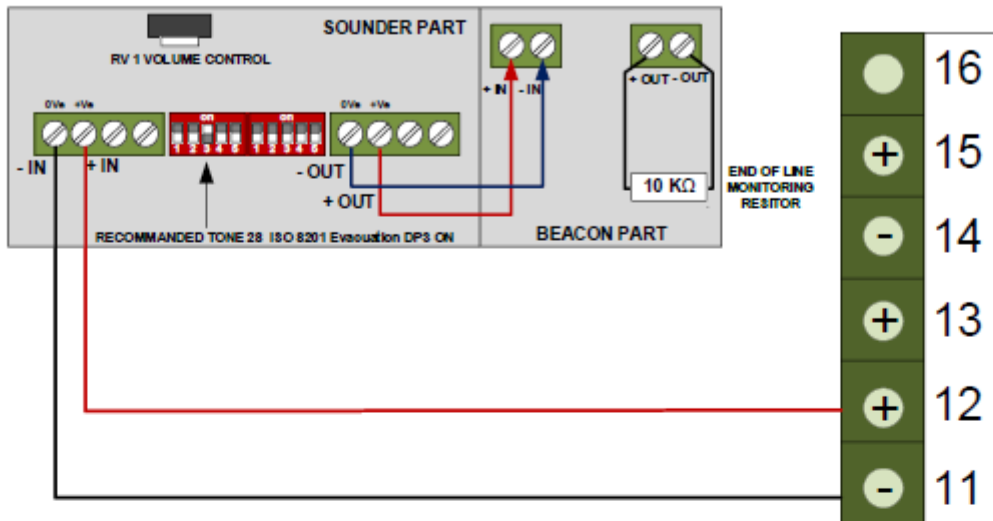 SOUNDER PART
RV 1 VOLUME CONTROL
0Ve +Ve
on on
1 2 3 4 5 1 2 3 4 5
0Ve +Ve
- IN + IN
- OUT
+ OUT
RECOMMANDED TONE 28 ISO 8201 Evacouation DPS ON
+ IN - IN
+ OUT - OUT
10 KΩ
END OF LINE
MONITORING
RESITOR
BEACON PART
16
+ 15
- 14
+ 13
+ 12
- 11